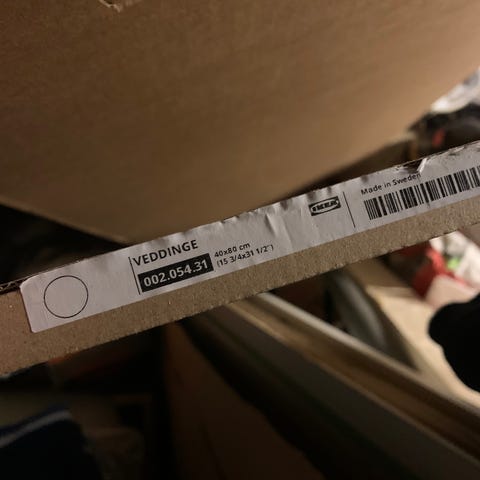 VEDDINGE
002.054.31
40x80 cm
(15 3/4x31 1/2")
IKEA
Made in Sweden